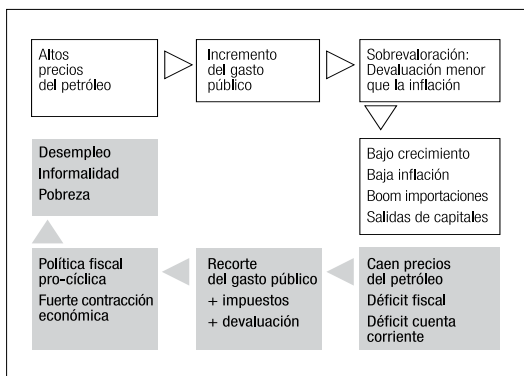 Altos
precios
del petróleo
Incremento
del gasto
público
Sobrevaloración:
Devaluación menor
que la inflación
Bajo crecimiento
Baja inflación
Boom importaciones
Salidas de capitales
Caen precios
del petróleo
Déficit fiscal
Déficit cuenta
corriente
Recorte
del gasto público
+ impuestos
+ devaluación
Política fiscal
pro-cíclica
Fuerte contracción
económica
Desempleo
Informalidad
Pobreza